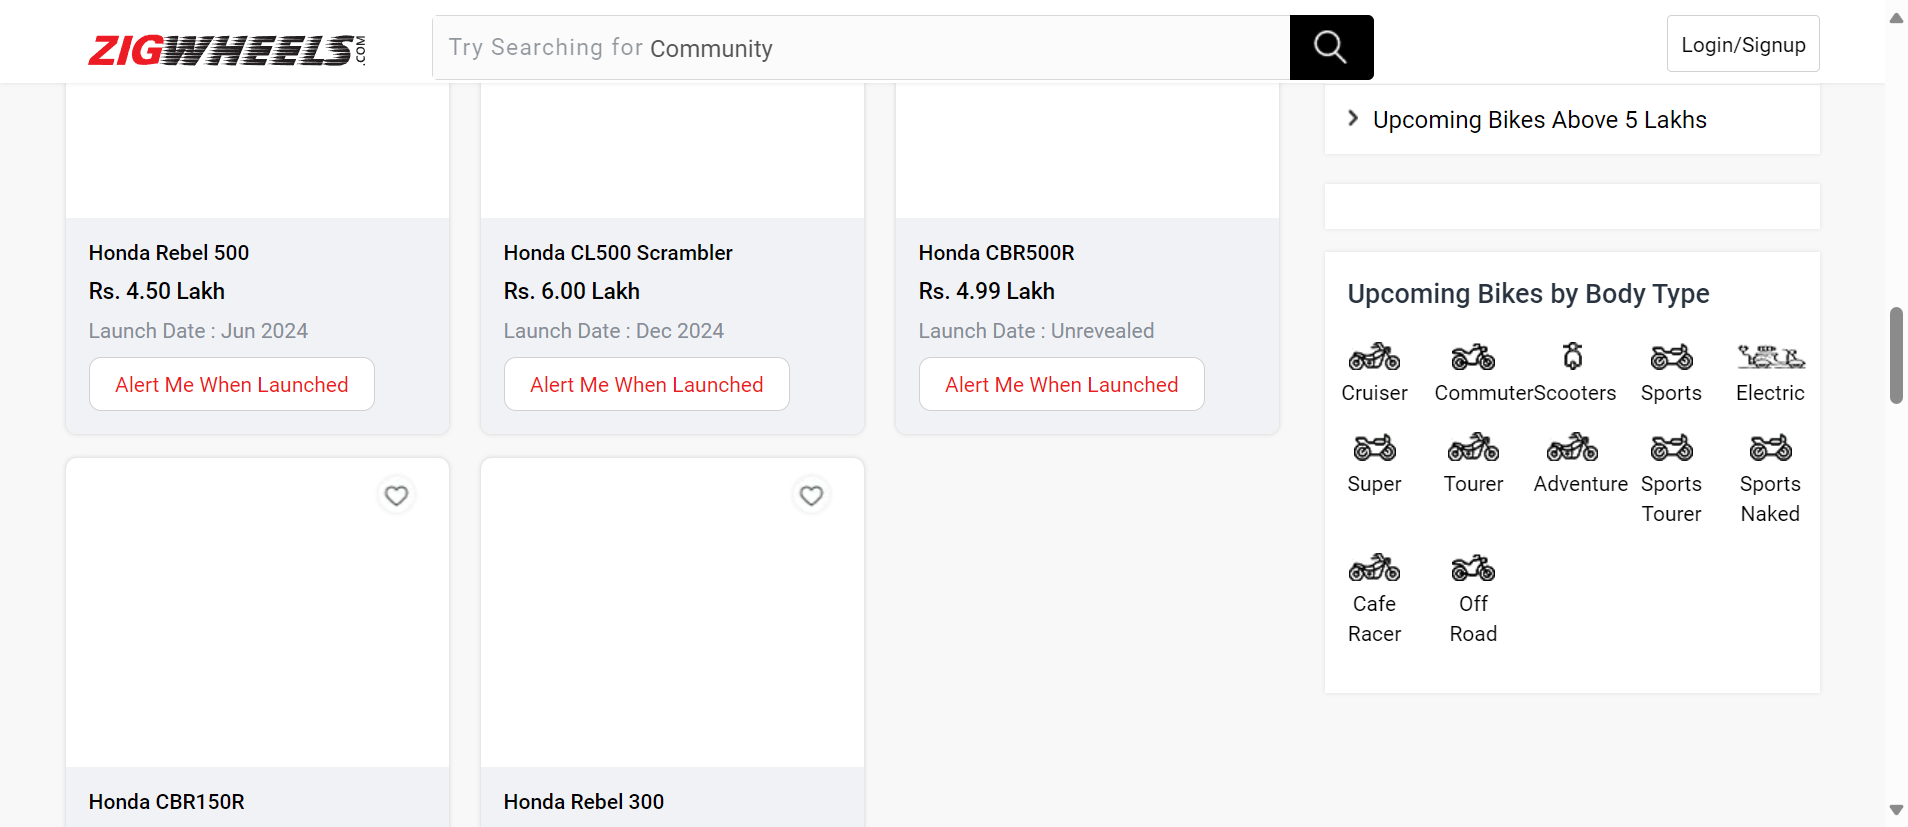 ZIGWHEELS.COM
Try Searching for Community
Login/Signup
Upcoming Bikes Above 5 Lakhs
Honda Rebel 500
Rs. 4.50 Lakh
Launch Date : Jun 2024
Alert Me When Launched
Honda CL500 Scrambler
Rs. 6.00 Lakh
Launch Date : Dec 2024
Alert Me When Launched
Honda CBR500R
Rs. 4.99 Lakh
Launch Date : Unrevealed
Alert Me When Launched
Honda CBR150R
Honda Rebel 300
Upcoming Bikes by Body Type
Cruiser
Commuter
Scooters
Sports
Electric
Super
Tourer
Adventure
Sports
Tourer
Sports
Naked
Cafe
Racer
Off
Road